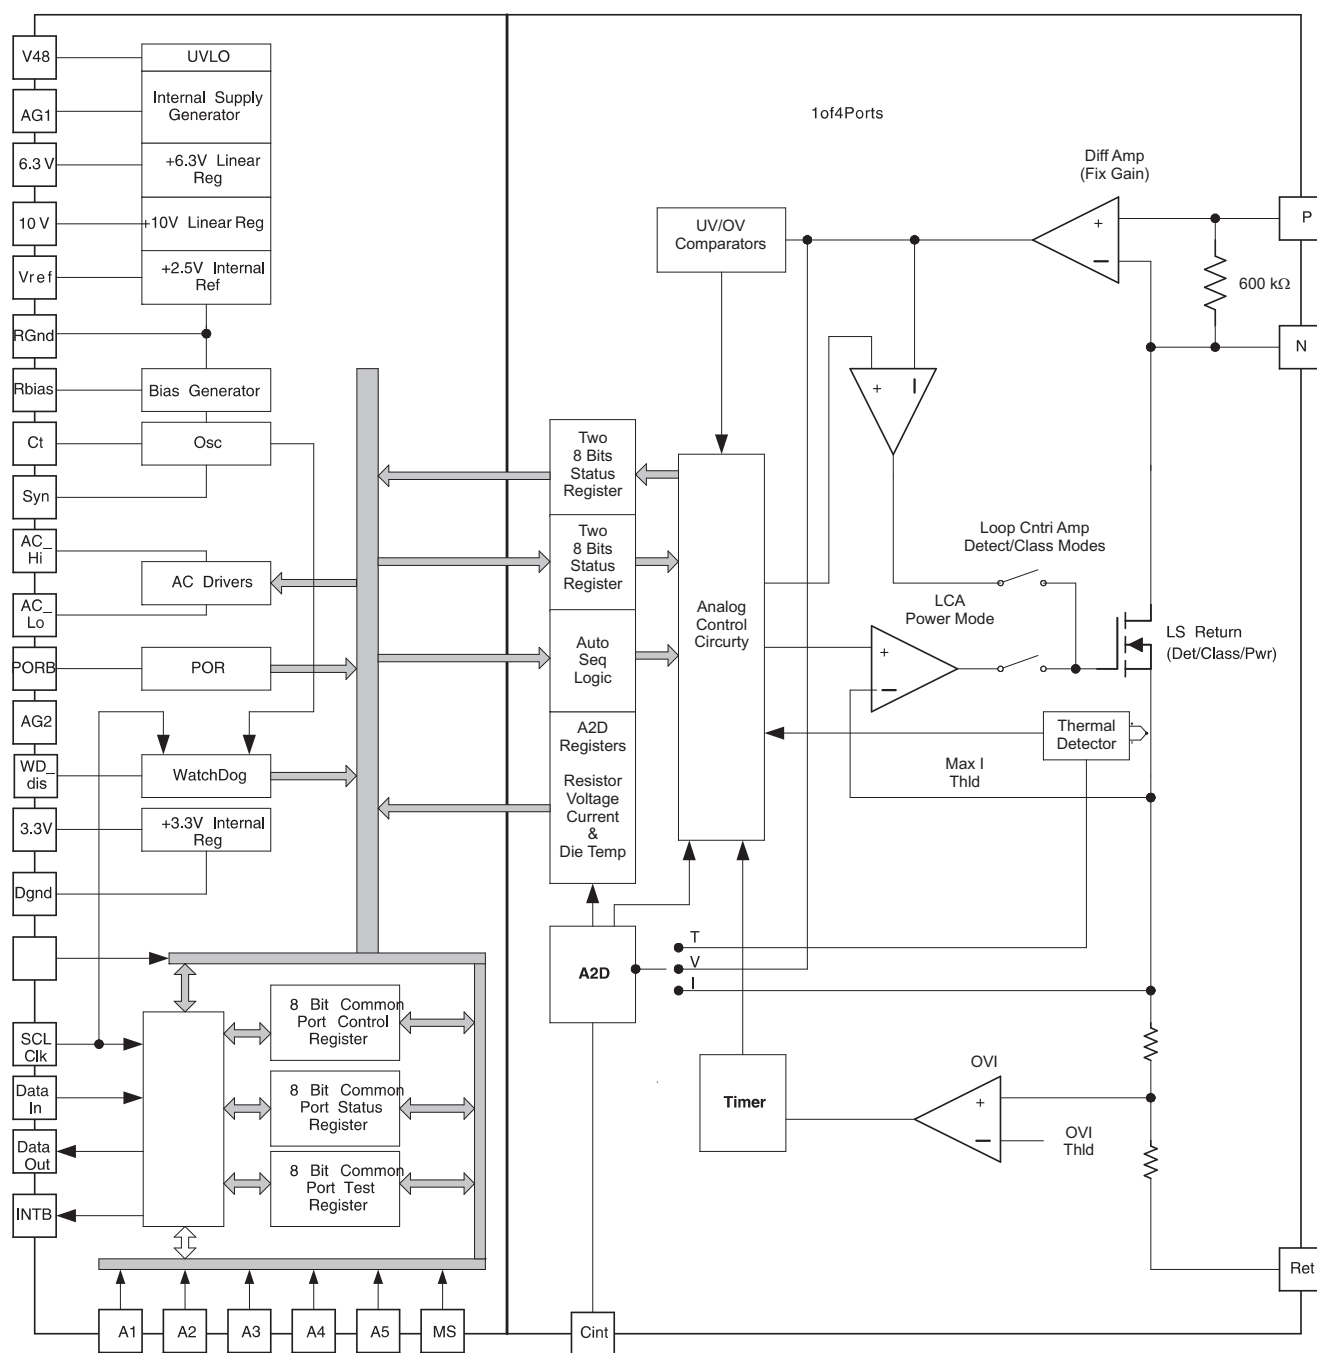 V48
AG1
6.3 V
10 V
Vref
RGnd
Rbias
Ct
Syn
AC_
Hi
AC_
Lo
PORB
AG2
WD_
dis
3.3V
Dgnd
SCL
Clk
Data
In
Data
Out
INTB
UVLO
Internal Supply
Generator
+6.3V Linear
Reg
+10V Linear Reg
+2.5V Internal
Ref
Bias Generator
Osc
AC Drivers
POR
WatchDog
+3.3V Internal
Reg
8 Bit Common
Port Control
Register
8 Bit Common
Port Status
Register
8 Bit Common
Port Test
Register
A1
A2
A3
A4
A5
MS
Cint
1of4Ports
UV/OV
Comparators
Diff Amp
(Fix Gain)
+
−
600 kΩ
P
N
+
−
Two
8 Bits
Status
Register
Two
8 Bits
Status
Register
Auto
Seq
Logic
A2D
Registers
Resistor
Voltage
Current
&
Die Temp
Analog
Control
Circurty
Loop Cntrl Amp
Detect/Class Modes
LCA
Power Mode
+
−
LS Return
(Det/Class/Pwr)
Thermal
Detector
Max I
Thld
A2D
T
V
I
Timer
OVI
+
−
OVI
Thld
Ret